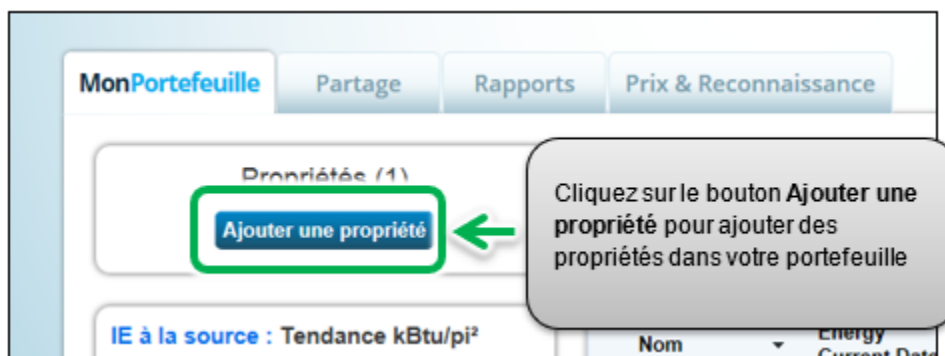 MonPortefeuille Partage Rapports Prix & Reconnaissance
Propriétés (1)
Ajouter une propriété
Cliquez sur le bouton Ajouter une
propriété pour ajouter des
propriétés dans votre portefeuille
IE à la source : Tendance kBtu/pi²
Nom
Energy
Current Date